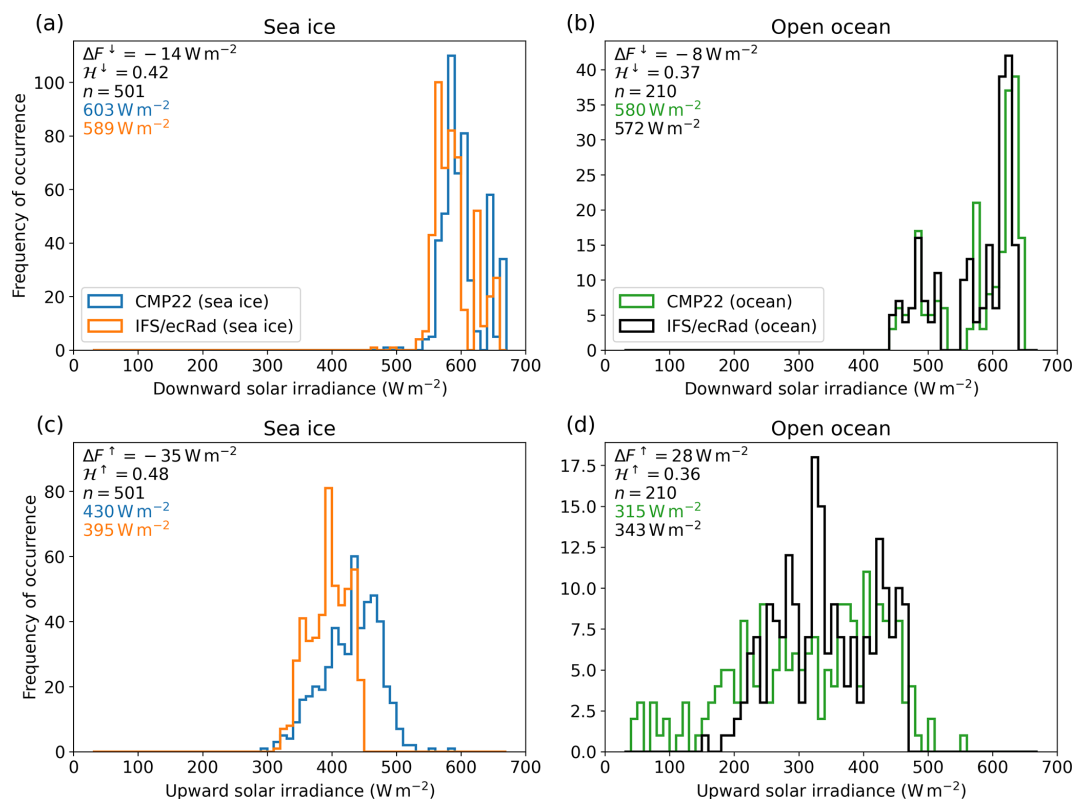 (a)
Sea ice
ΔF↓ = −14 W m−2
ℋ↓ = 0.42
n = 501
603 W m−2
589 W m−2
Frequency of occurrence
100
80
60
40
20
0
CMP22 (sea ice)
IFS/ecRad (sea ice)
0 100 200 300 400 500 600 700
Downward solar irradiance (W m−2)
(b)
Open ocean
ΔF↓ = −8 W m−2
ℋ↓ = 0.37
n = 210
580 W m−2
572 W m−2
40
35
30
25
20
15
10
5
0
CMP22 (ocean)
IFS/ecRad (ocean)
0 100 200 300 400 500 600 700
Downward solar irradiance (W m−2)
(c)
Sea ice
ΔF↑ = −35 W m−2
ℋ↑ = 0.48
n = 501
430 W m−2
395 W m−2
Frequency of occurrence
80
60
40
20
0
0 100 200 300 400 500 600 700
Upward solar irradiance (W m−2)
(d)
Open ocean
ΔF↑ = 28 W m−2
ℋ↑ = 0.36
n = 210
315 W m−2
343 W m−2
17.5
15.0
12.5
10.0
7.5
5.0
2.5
0.0
0 100 200 300 400 500 600 700
Upward solar irradiance (W m−2)